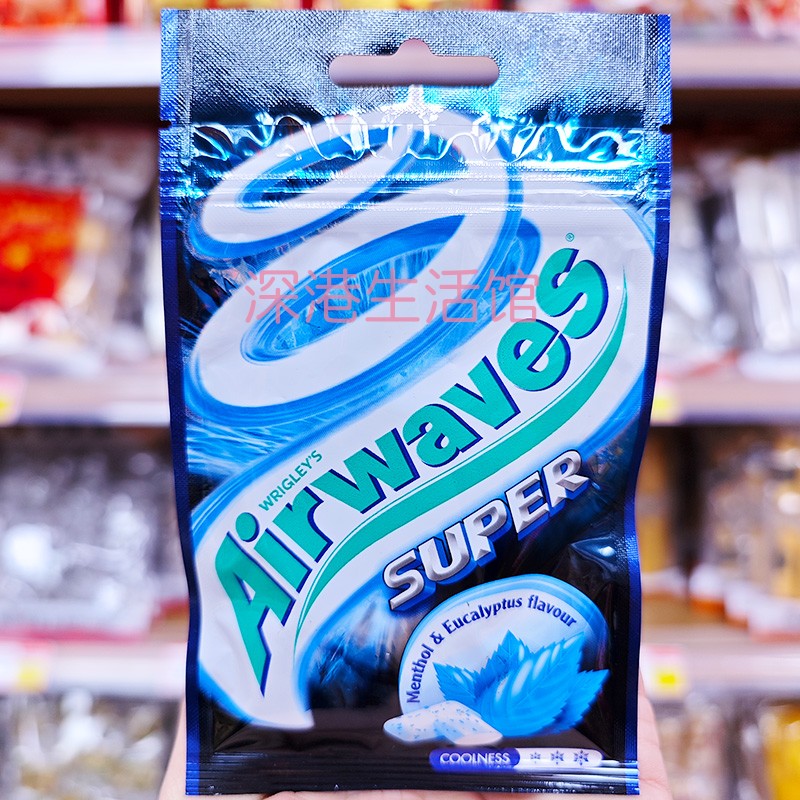 深港生活馆
WRIGLEY'S
Airwaves®
SUPER
Menthol & Eucalyptus flavour
COOLNESS